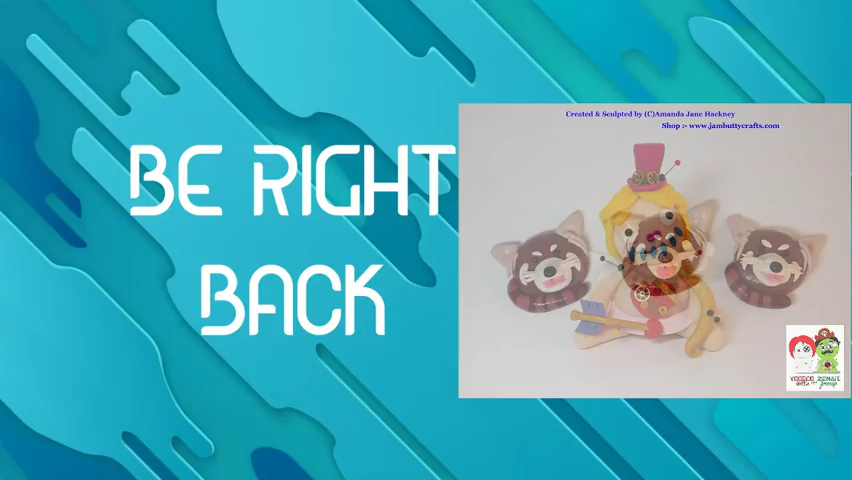 BE RIGHT
BACK
Created & Sculpted by (C)Amanda Jane Hackney
Shop :- www.jambuttycrafts.com